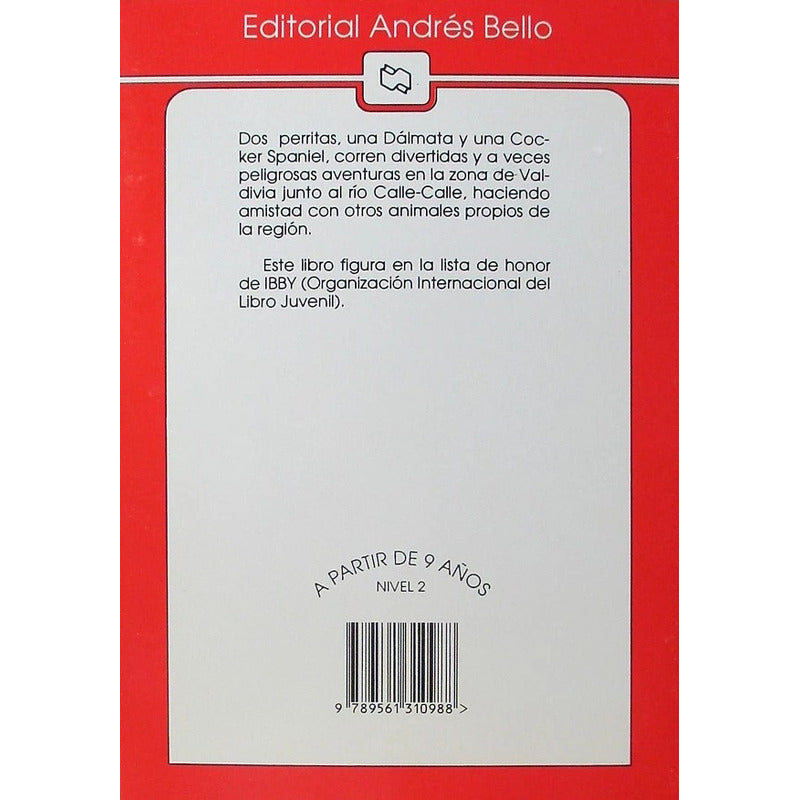 Editorial Andrés Bello
Dos perritas, una Dálmata y una Coc-
ker Spaniel, corren divertidas y a veces
peligrosas aventuras en la zona de Val-
divia junto al río Calle-Calle, haciendo
amistad con otros animales propios de
la región.
Este libro figura en la lista de honor
de IBBY (Organización Internacional del
Libro Juvenil).
A PARTIR DE 9 AÑOS
NIVEL 2
9 789561 310988 >